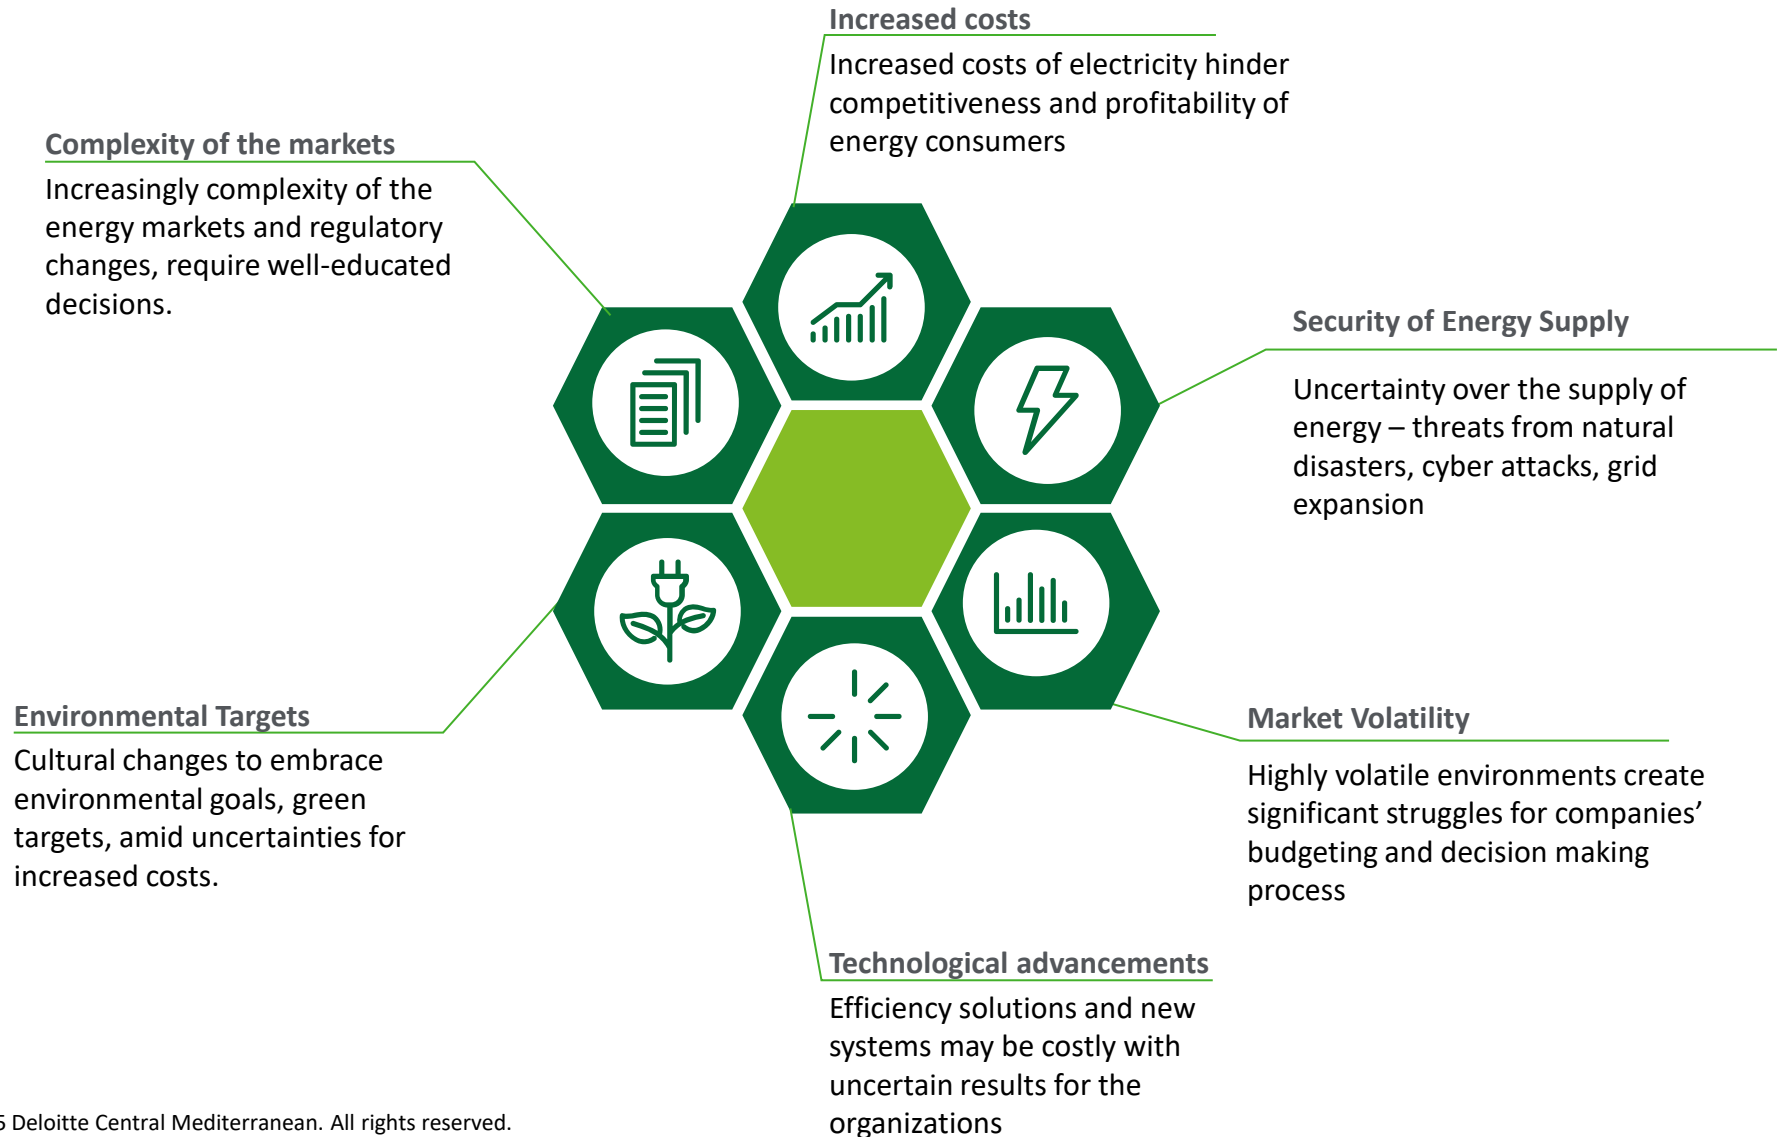 Increased costs
Increased costs of electricity hinder
competitiveness and profitability of
energy consumers
Complexity of the markets
Increasingly complexity of the
energy markets and regulatory
changes, require well-educated
decisions.
Security of Energy Supply
Uncertainty over the supply of
energy – threats from natural
disasters, cyber attacks, grid
expansion
Environmental Targets
Cultural changes to embrace
environmental goals, green
targets, amid uncertainties for
increased costs.
Market Volatility
Highly volatile environments create
significant struggles for companies’
budgeting and decision making
process
Technological advancements
Efficiency solutions and new
systems may be costly with
uncertain results for the
organizations
5 Deloitte Central Mediterranean. All rights reserved.